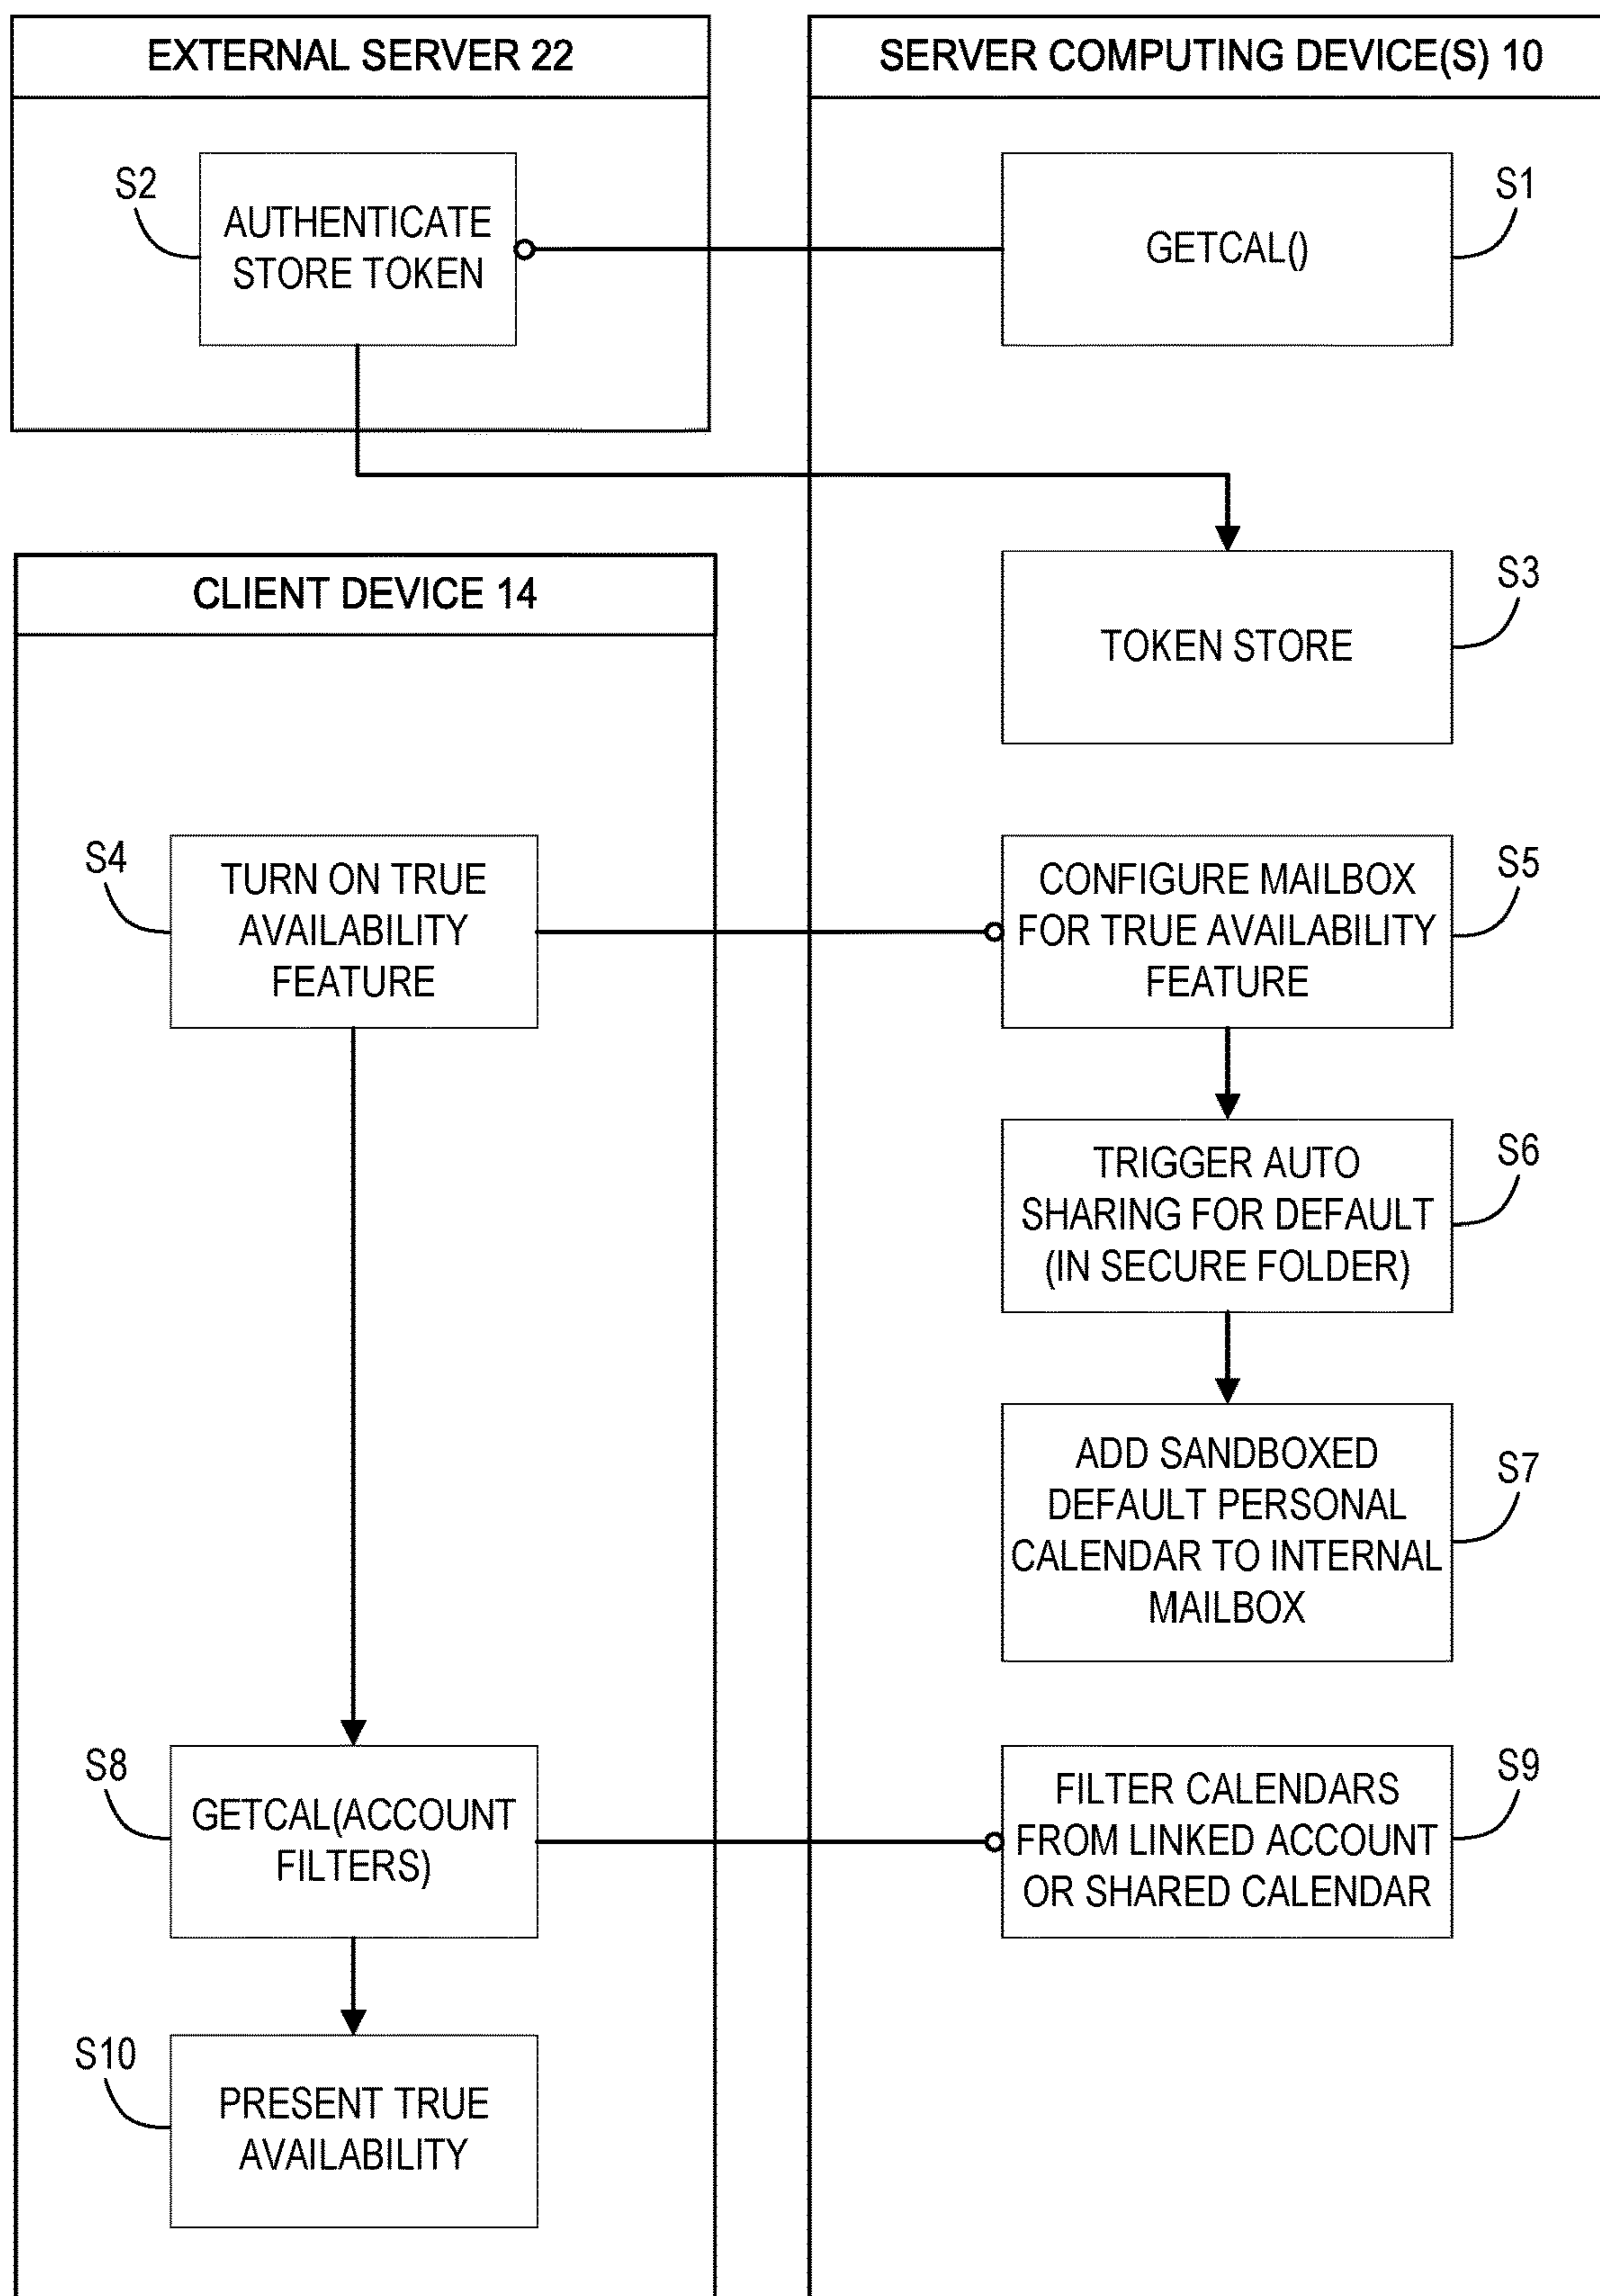 EXTERNAL SERVER 22
SERVER COMPUTING DEVICE(S) 10
S2
AUTHENTICATE
STORE TOKEN
GETCAL()
S1
TOKEN STORE
S3
CLIENT DEVICE 14
S4
TURN ON TRUE
AVAILABILITY
FEATURE
CONFIGURE MAILBOX
FOR TRUE AVAILABILITY
FEATURE
S5
TRIGGER AUTO
SHARING FOR DEFAULT
(IN SECURE FOLDER)
S6
ADD SANDBOXED
DEFAULT PERSONAL
CALENDAR TO INTERNAL
MAILBOX
S7
S8
GETCAL(ACCOUNT
FILTERS)
FILTER CALENDARS
FROM LINKED ACCOUNT
OR SHARED CALENDAR
S9
S10
PRESENT TRUE
AVAILABILITY